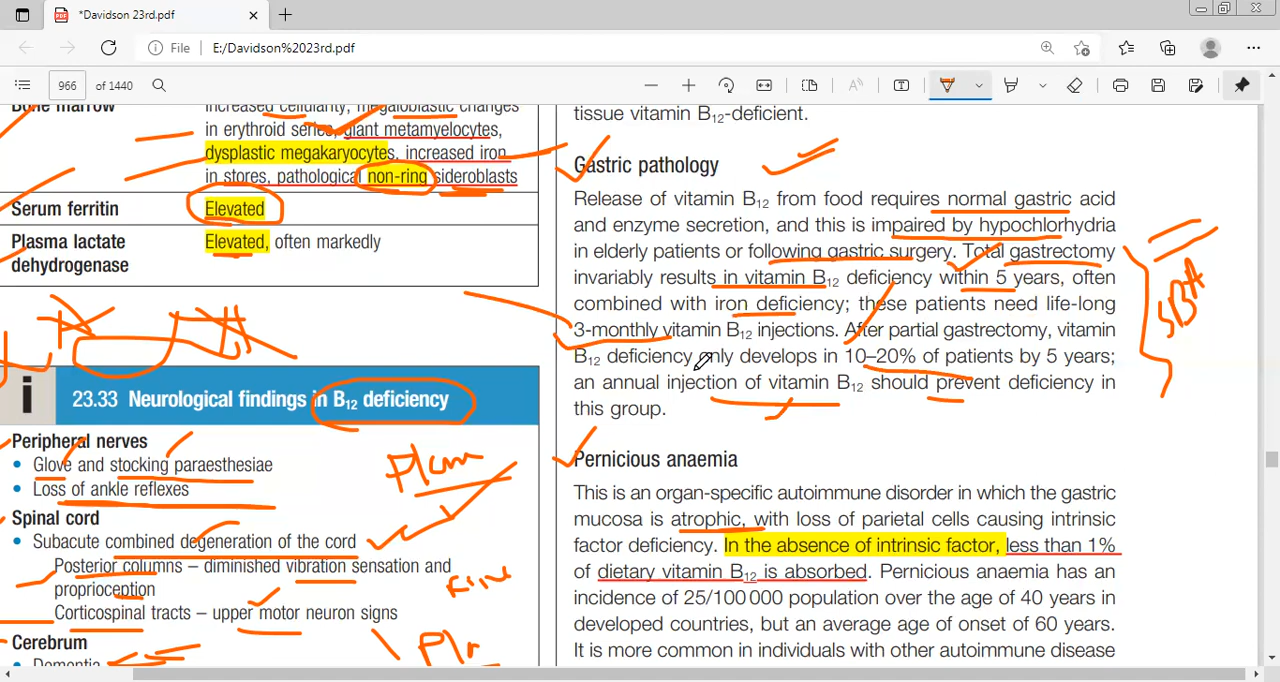 *Davidson 23rd.pdf
File E:/Davidson%2023rd.pdf
966 of 1440
Bone marrow
increased cellularity, megaloblastic changes
in erythroid series, giant metamyelocytes,
dysplastic megakaryocytes, increased iron
in stores, pathological non-ring sideroblasts
Serum ferritin Elevated
Plasma lactate Elevated, often markedly
dehydrogenase
i 23.33 Neurological findings in B12 deficiency
Peripheral nerves
• Glove and stocking paraesthesiae
• Loss of ankle reflexes
Spinal cord
• Subacute combined degeneration of the cord
Posterior columns – diminished vibration sensation and
proprioception
Corticospinal tracts – upper motor neuron signs
Cerebrum
• Dementia
tissue vitamin B12-deficient.
Gastric pathology
Release of vitamin B12 from food requires normal gastric acid
and enzyme secretion, and this is impaired by hypochlorhydria
in elderly patients or following gastric surgery. Total gastrectomy
invariably results in vitamin B12 deficiency within 5 years, often
combined with iron deficiency; these patients need life-long
3-monthly vitamin B12 injections. After partial gastrectomy, vitamin
B12 deficiency only develops in 10–20% of patients by 5 years;
an annual injection of vitamin B12 should prevent deficiency in
this group.
SBA
Pernicious anaemia
This is an organ-specific autoimmune disorder in which the gastric
mucosa is atrophic, with loss of parietal cells causing intrinsic
factor deficiency. In the absence of intrinsic factor, less than 1%
of dietary vitamin B12 is absorbed. Pernicious anaemia has an
incidence of 25/100 000 population over the age of 40 years in
developed countries, but an average age of onset of 60 years.
It is more common in individuals with other autoimmune disease